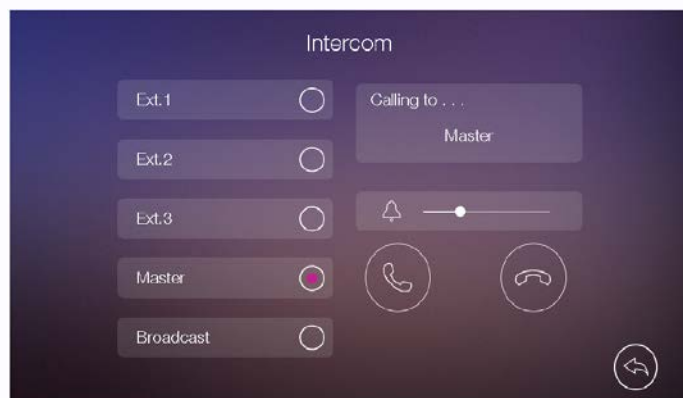 Intercom
Ext.1
Ext.2
Ext.3
Master
Broadcast
Calling to . . .
Master